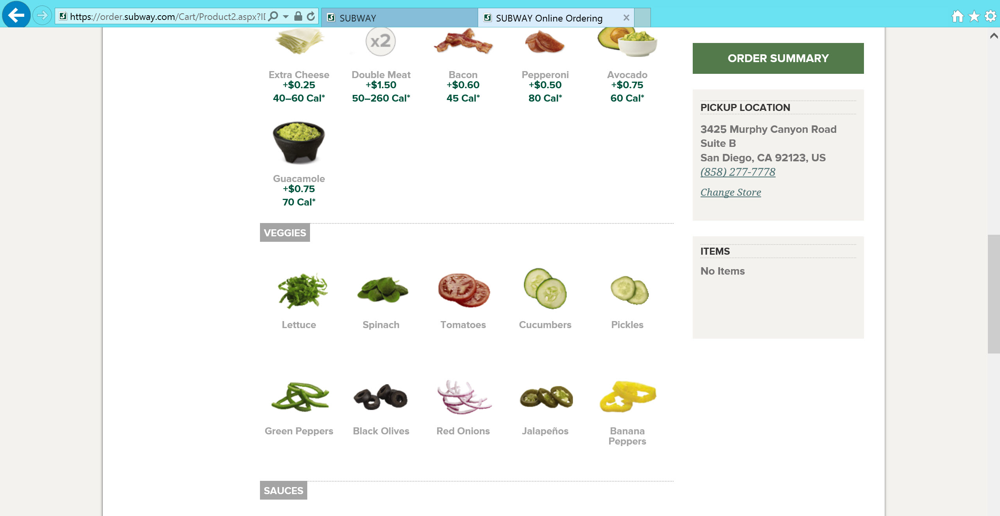 https://order.subway.com/Cart/Product2.aspx?II
SUBWAY
SUBWAY Online Ordering
x2
Extra Cheese
+$0.25
40–60 Cal*
Double Meat
+$1.50
50–260 Cal*
Bacon
+$0.60
45 Cal*
Pepperoni
+$0.50
80 Cal*
Avocado
+$0.75
60 Cal*
Guacamole
+$0.75
70 Cal*
VEGGIES
Lettuce
Spinach
Tomatoes
Cucumbers
Pickles
Green Peppers
Black Olives
Red Onions
Jalapeños
Banana
Peppers
SAUCES
ORDER SUMMARY
PICKUP LOCATION
3425 Murphy Canyon Road
Suite B
San Diego, CA 92123, US
(858) 277-7778
Change Store
ITEMS
No Items